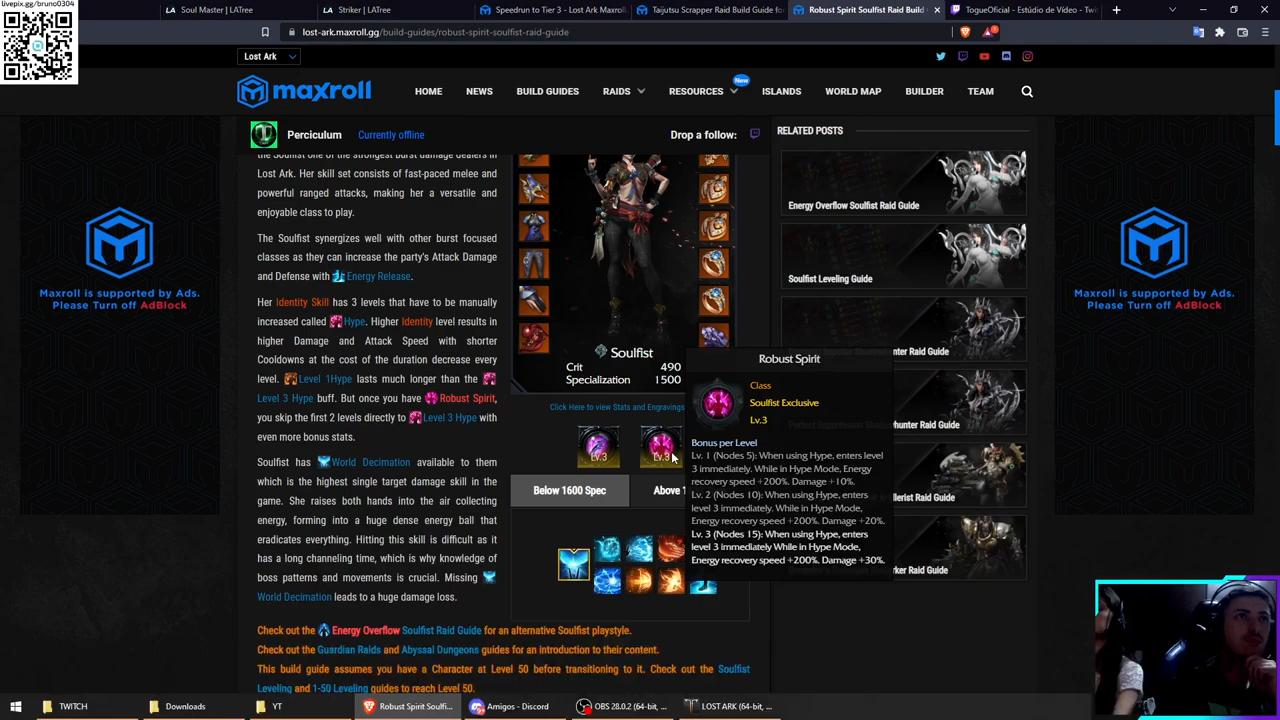 livepix.gg/bruno0304
Soul Master | LATree
Striker | LATree
Speedrun to Tier 3 - Lost Ark Maxroll
Taijutsu Scrapper Raid Build Guide for
Robust Spirit Soulfist Raid Build
TogueOficial - Estúdio de Vídeo - Tw
lost-ark.maxroll.gg/build-guides/robust-spirit-soulfist-raid-guide
Lost Ark
maxroll
HOME
NEWS
BUILD GUIDES
RAIDS
RESOURCES
New
ISLANDS
WORLD MAP
BUILDER
TEAM
Perciculum
Currently offline
Drop a follow:
RELATED POSTS
the Soulfist one of the strongest burst damage dealers in
Lost Ark. Her skill set consists of fast-paced melee and
powerful ranged attacks, making her a versatile and
enjoyable class to play.
The Soulfist synergizes well with other burst focused
classes as they can increase the party's Attack Damage
and Defense with Energy Release.
Her Identity Skill has 3 levels that have to be manually
increased called Hype. Higher Identity level results in
higher Damage and Attack Speed with shorter
Cooldowns at the cost of the duration decrease every
level. Level 1Hype lasts much longer than the
Level 3 Hype buff. But once you have Robust Spirit,
you skip the first 2 levels directly to Level 3 Hype with
even more bonus stats.
Soulfist has World Decimation available to them
which is the highest single target damage skill in the
game. She raises both hands into the air collecting
energy, forming into a huge dense energy ball that
eradicates everything. Hitting this skill is difficult as it
has a long channeling time, which is why knowledge of
boss patterns and movements is crucial. Missing
World Decimation leads to a huge damage loss.
Check out the Energy Overflow Soulfist Raid Guide for an alternative Soulfist playstyle.
Check out the Guardian Raids and Abyssal Dungeons guides for an introduction to their content.
This build guide assumes you have a Character at Level 50 before transitioning to it. Check out the Soulfist
Leveling and 1-50 Leveling guides to reach Level 50.
Soulfist
Crit 490
Specialization 1500
Click Here to view Stats and Engravings
Lv.3
Lv.3
Below 1600 Spec
Above 1
Robust Spirit
Class
Soulfist Exclusive
Lv.3
Bonus per Level
Lv. 1 (Nodes 5): When using Hype, enters level
3 immediately. While in Hype Mode, Energy
recovery speed +200%. Damage +10%.
Lv. 2 (Nodes 10): When using Hype, enters
level 3 immediately. While in Hype Mode,
Energy recovery speed +200%. Damage +20%.
Lv. 3 (Nodes 15): When using Hype, enters
level 3 immediately While in Hype Mode,
Energy recovery speed +200%. Damage +30%.
Energy Overflow Soulfist Raid Guide
Soulfist Leveling Guide
nter Raid Guide
hunter Raid Guide
llerist Raid Guide
ker Raid Guide
Maxroll is supported by Ads.
Please Turn off AdBlock
Maxroll is supported by Ads.
Please Turn off AdBlock
TWITCH
Downloads
YT
Robust Spirit Soulfi...
Amigos - Discord
OBS 28.0.2 (64-bit, ...
LOST ARK (64-bit, ...